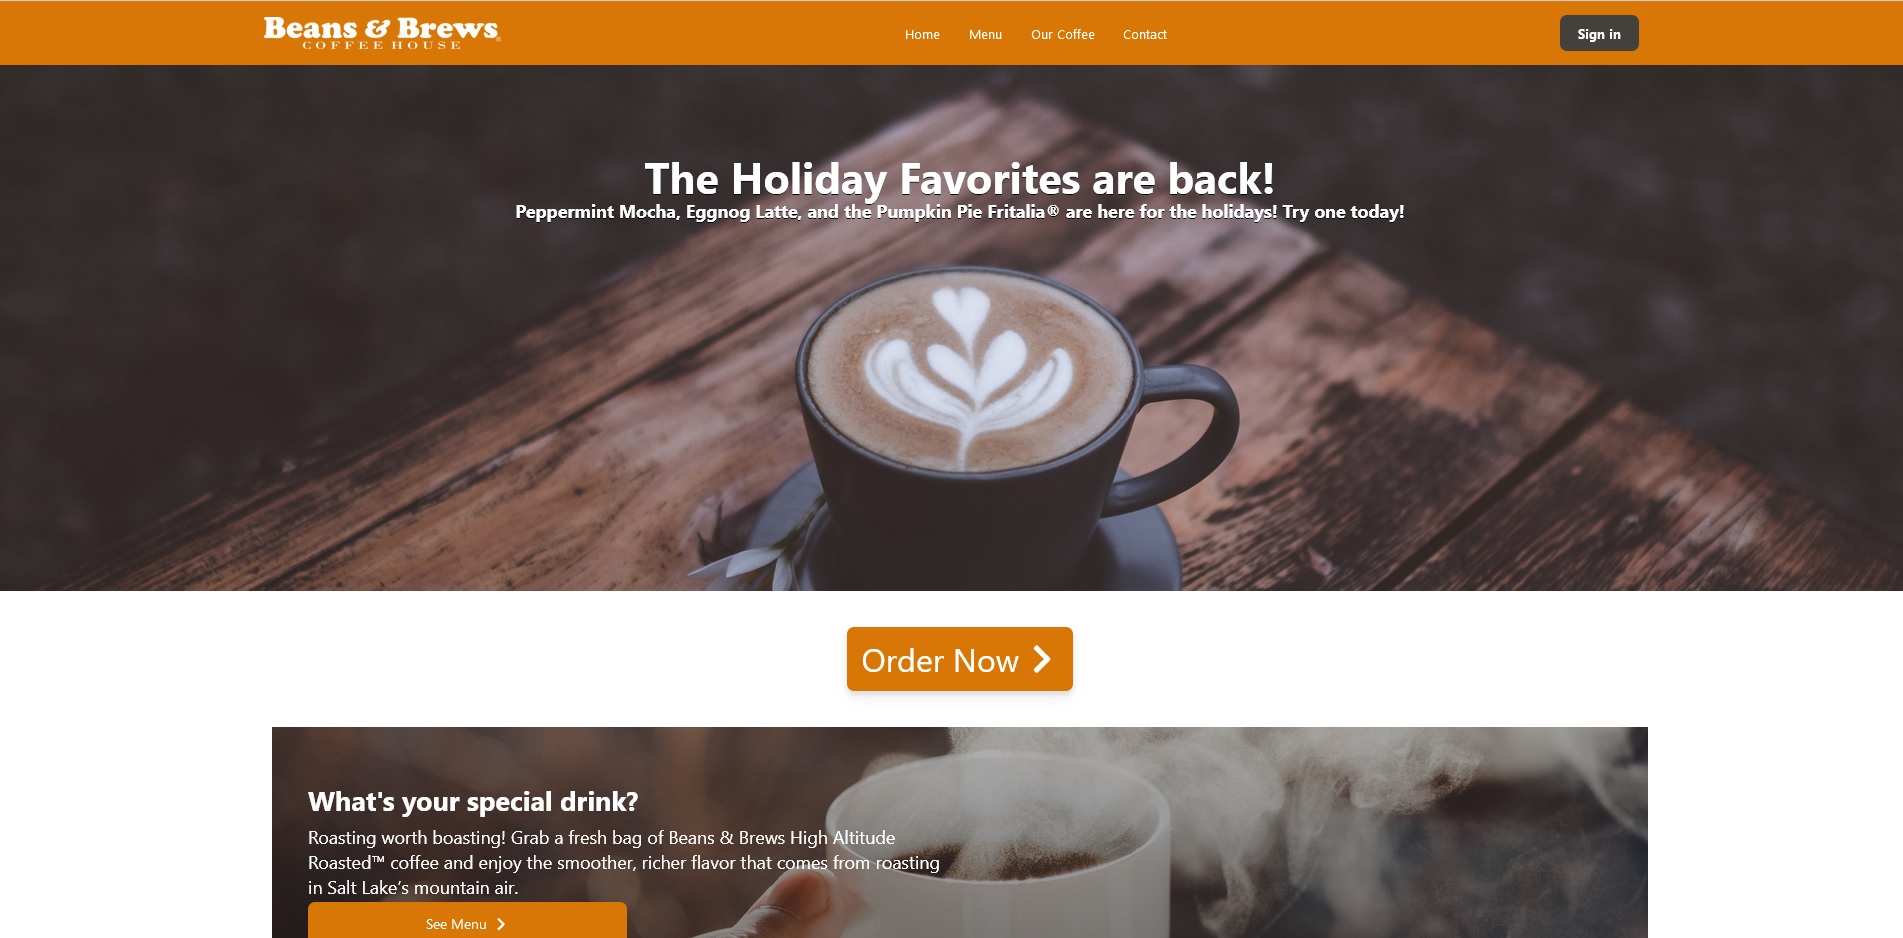 Beans & Brews®
COFFEE HOUSE
Home
Menu
Our Coffee
Contact
Sign in
The Holiday Favorites are back!
Peppermint Mocha, Eggnog Latte, and the Pumpkin Pie Fritalia® are here for the holidays! Try one today!
Order Now
What's your special drink?
Roasting worth boasting! Grab a fresh bag of Beans & Brews High Altitude
Roasted™ coffee and enjoy the smoother, richer flavor that comes from roasting
in Salt Lake’s mountain air.
See Menu